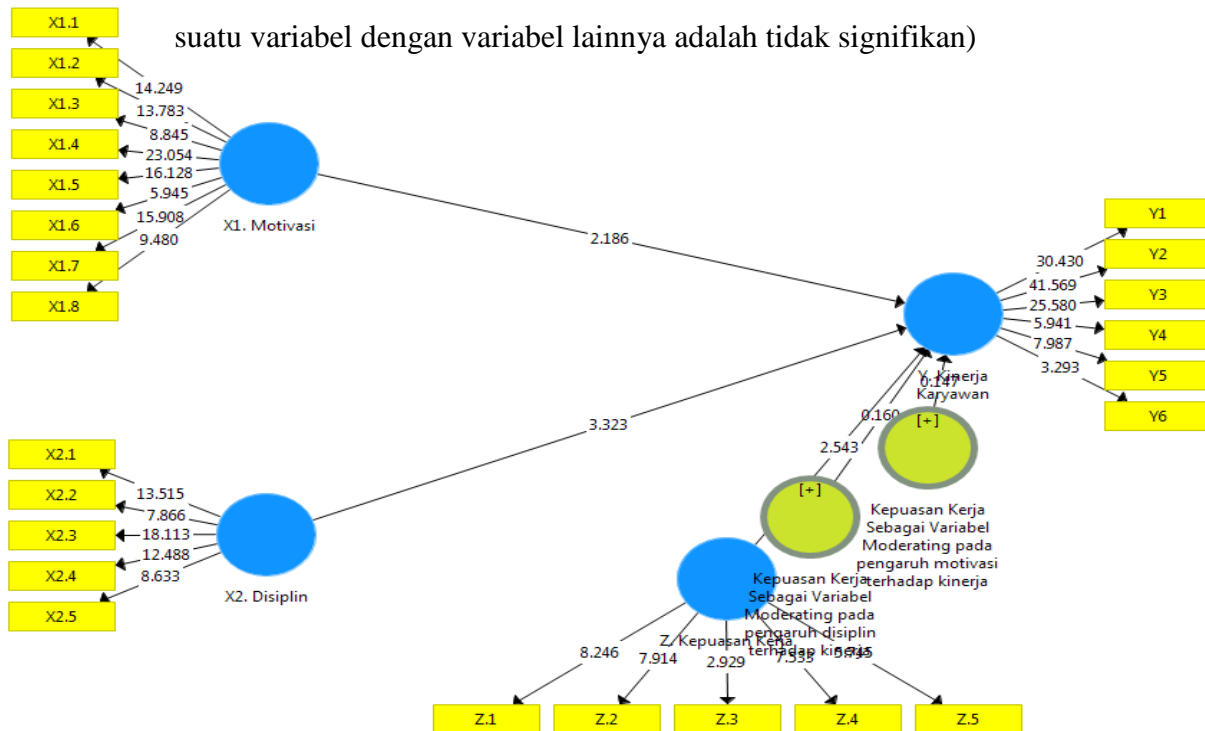 suatu variabel dengan variabel lainnya adalah tidak signifikan)
X1.1
X1.2
X1.3
X1.4
X1.5
X1.6
X1.7
X1.8
14.249
13.783
8.845
23.054
16.128
5.945
15.908
9.480
X1. Motivasi
2.186
Y1
Y2
Y3
Y4
Y5
Y6
30.430
41.569
25.580
5.941
7.987
3.293
Y. Kinerja
Karyawan
0.147
0.160
2.543
3.323
X2.1
X2.2
X2.3
X2.4
X2.5
13.515
7.866
18.113
12.488
8.633
X2. Disiplin
[+]
Kepuasan Kerja
Sebagai Variabel
Moderating pada
pengaruh motivasi
terhadap kinerja
[+]
Kepuasan Kerja
Sebagai Variabel
Moderating pada
pengaruh disiplin
terhadap kinerja
Z. Kepuasan Kerja
8.246
7.914
2.929
7.533
Z.1
Z.2
Z.3
Z.4
Z.5